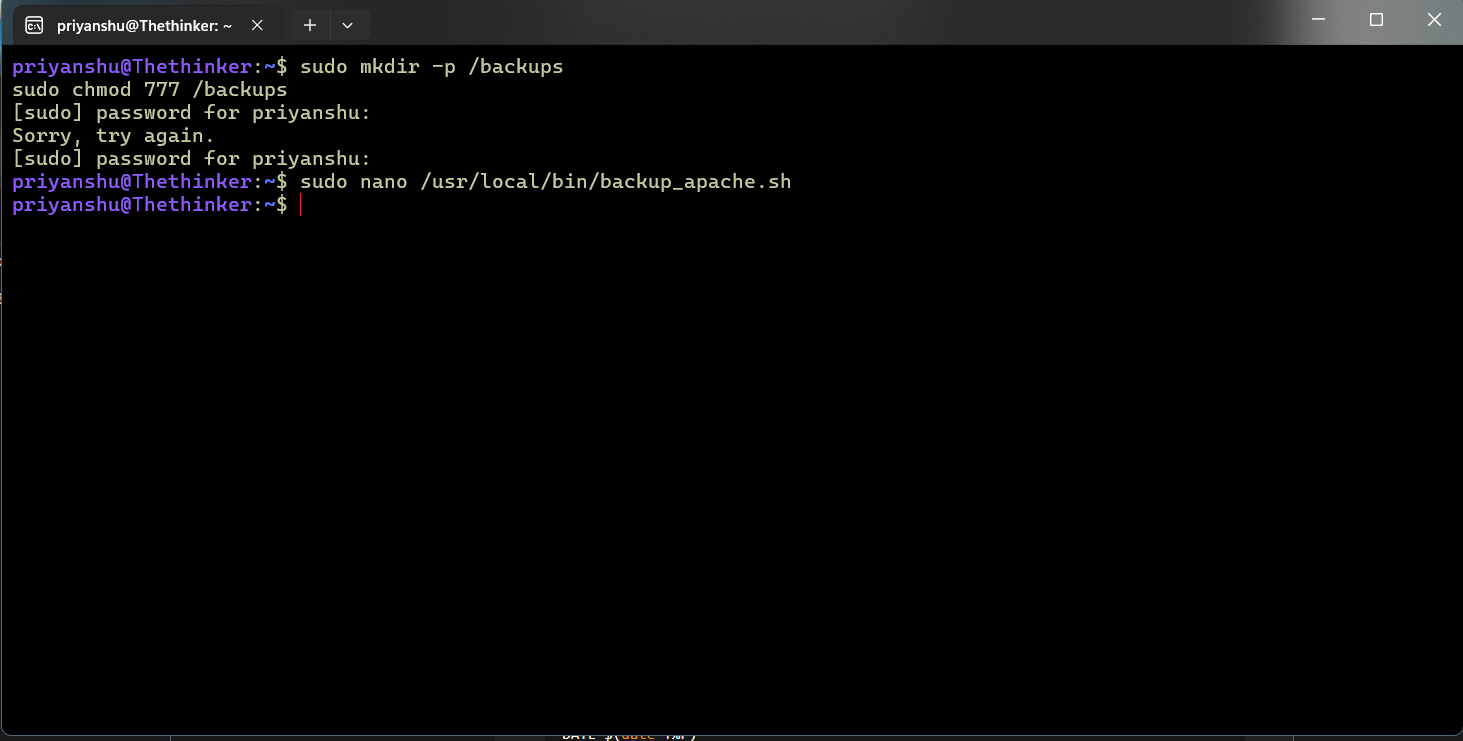 priyanshu@Thethinker: ~
priyanshu@Thethinker:~$ sudo mkdir -p /backups
sudo chmod 777 /backups
[sudo] password for priyanshu:
Sorry, try again.
[sudo] password for priyanshu:
priyanshu@Thethinker:~$ sudo nano /usr/local/bin/backup_apache.sh
priyanshu@Thethinker:~$